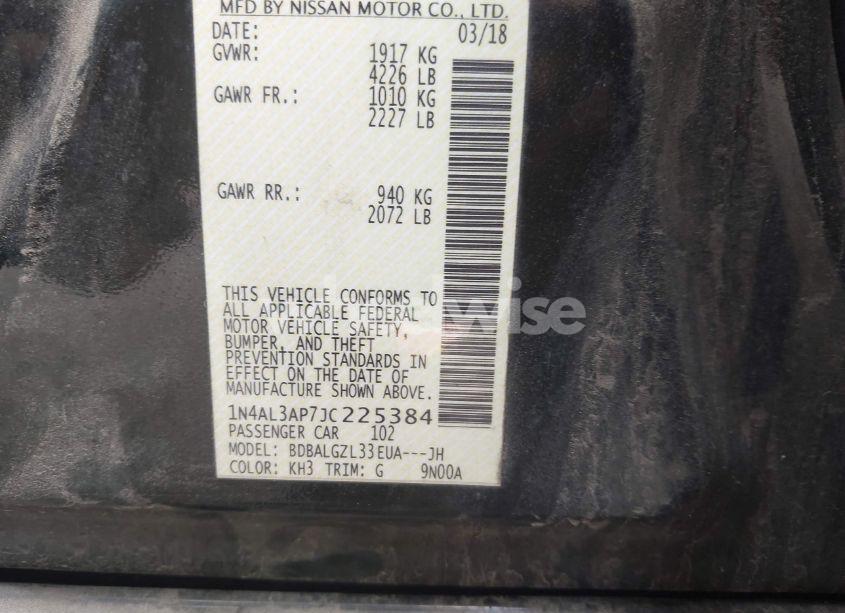 MFD BY NISSAN MOTOR CO., LTD.
DATE: 03/18
GVWR: 1917 KG
4226 LB
GAWR FR.: 1010 KG
2227 LB
GAWR RR.: 940 KG
2072 LB
THIS VEHICLE CONFORMS TO
ALL APPLICABLE FEDERAL
MOTOR VEHICLE SAFETY,
BUMPER, AND THEFT
PREVENTION STANDARDS IN
EFFECT ON THE DATE OF
MANUFACTURE SHOWN ABOVE.
1N4AL3AP7JC225384
PASSENGER CAR 102
MODEL: BDBALGZL33EUA---JH
COLOR: KH3 TRIM: G 9N00A